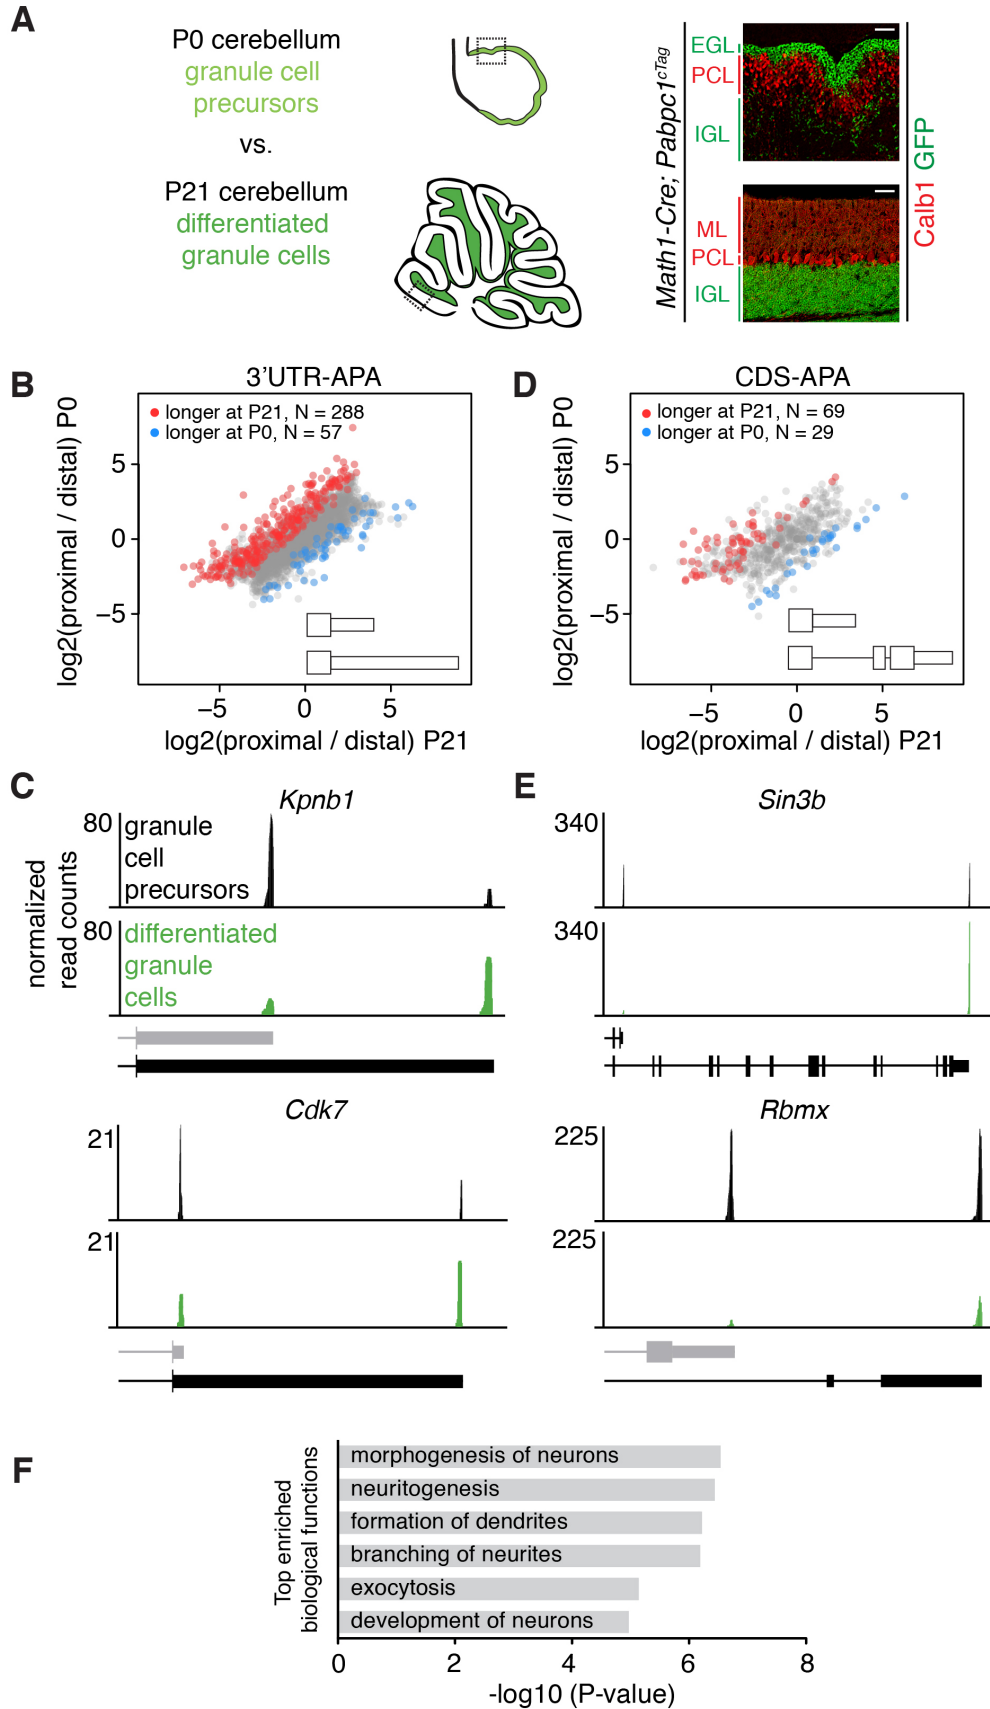 A
P0 cerebellum
granule cell
precursors
vs.
P21 cerebellum
differentiated
granule cells
Math1-Cre; Pabpc1cTag
EGL
PCL
IGL
ML
PCL
IGL
Calb1 GFP
B
3'UTR-APA
longer at P21, N = 288
longer at P0, N = 57
log2(proximal / distal) P0
5
0
−5
−5
0
5
log2(proximal / distal) P21
D
CDS-APA
longer at P21, N = 69
longer at P0, N = 29
log2(proximal / distal) P0
5
0
−5
−5
0
5
log2(proximal / distal) P21
C
Kpnb1
normalized
read counts
80
granule
cell
precursors
80
differentiated
granule
cells
Cdk7
21
21
E
Sin3b
340
340
Rbmx
225
225
F
Top enriched
biological functions
morphogenesis of neurons
neuritogenesis
formation of dendrites
branching of neurites
exocytosis
development of neurons
0
2
4
6
8
-log10 (P-value)